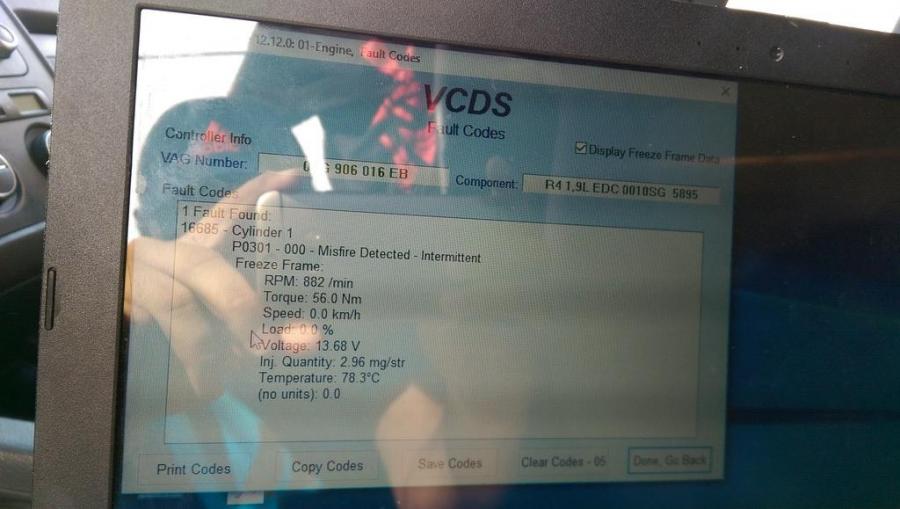 12.12.0: 01-Engine, Fault Codes
VCDS
Fault Codes
Controller Info
Display Freeze Frame Data
VAG Number: 906 016 EB
Component: R4 1,9L EDC 0010SG 5895
Fault Codes
1 Fault Found:
16685 - Cylinder 1
P0301 - 000 - Misfire Detected - Intermittent
Freeze Frame:
RPM: 882 /min
Torque: 56.0 Nm
Speed: 0.0 km/h
Load: 0.0 %
Voltage: 13.68 V
Inj. Quantity: 2.96 mg/str
Temperature: 78.3°C
(no units): 0.0
Print Codes
Copy Codes
Save Codes
Clear Codes - 05
Done, Go Back